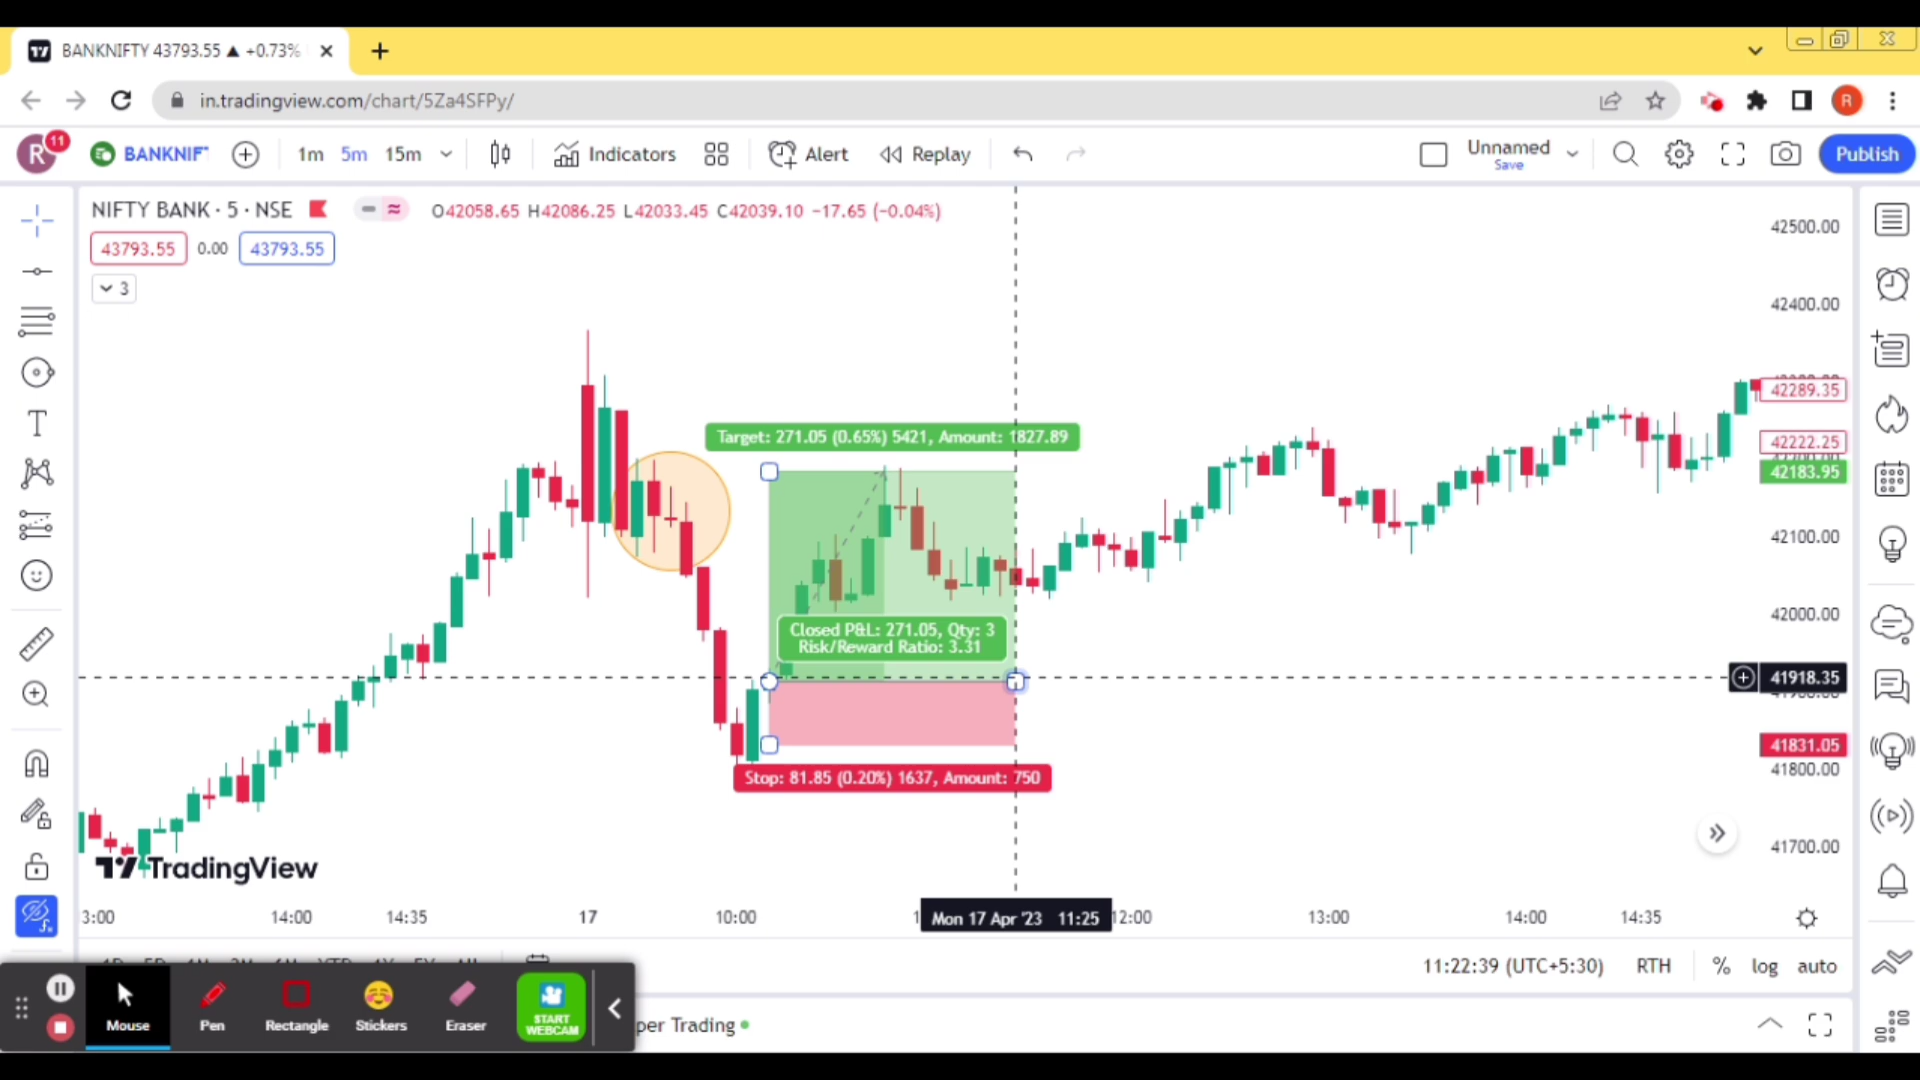 BANKNIFTY 43793.55 ▲ +0.73%
in.tradingview.com/chart/5Za4SFPy/
R
R 11 BANKNIF 1m 5m 15m Indicators Alert Replay Unnamed Save Publish
NIFTY BANK · 5 · NSE O42058.65 H42086.25 L42033.45 C42039.10 −17.65 (−0.04%)
43793.55 0.00 43793.55
3
42500.00
42400.00
42289.35
42222.25
42183.95
42100.00
42000.00
41918.35
41831.05
41800.00
41700.00
Target: 271.05 (0.65%) 5421, Amount: 1827.89
Closed P&L: 271.05, Qty: 3
Risk/Reward Ratio: 3.31
Stop: 81.85 (0.20%) 1637, Amount: 750
TradingView
3:00 14:00 14:35 17 10:00 Mon 17 Apr '23 11:25 12:00 13:00 14:00 14:35
11:22:39 (UTC+5:30) RTH % log auto
Mouse Pen Rectangle Stickers Eraser START WEBCAM
per Trading